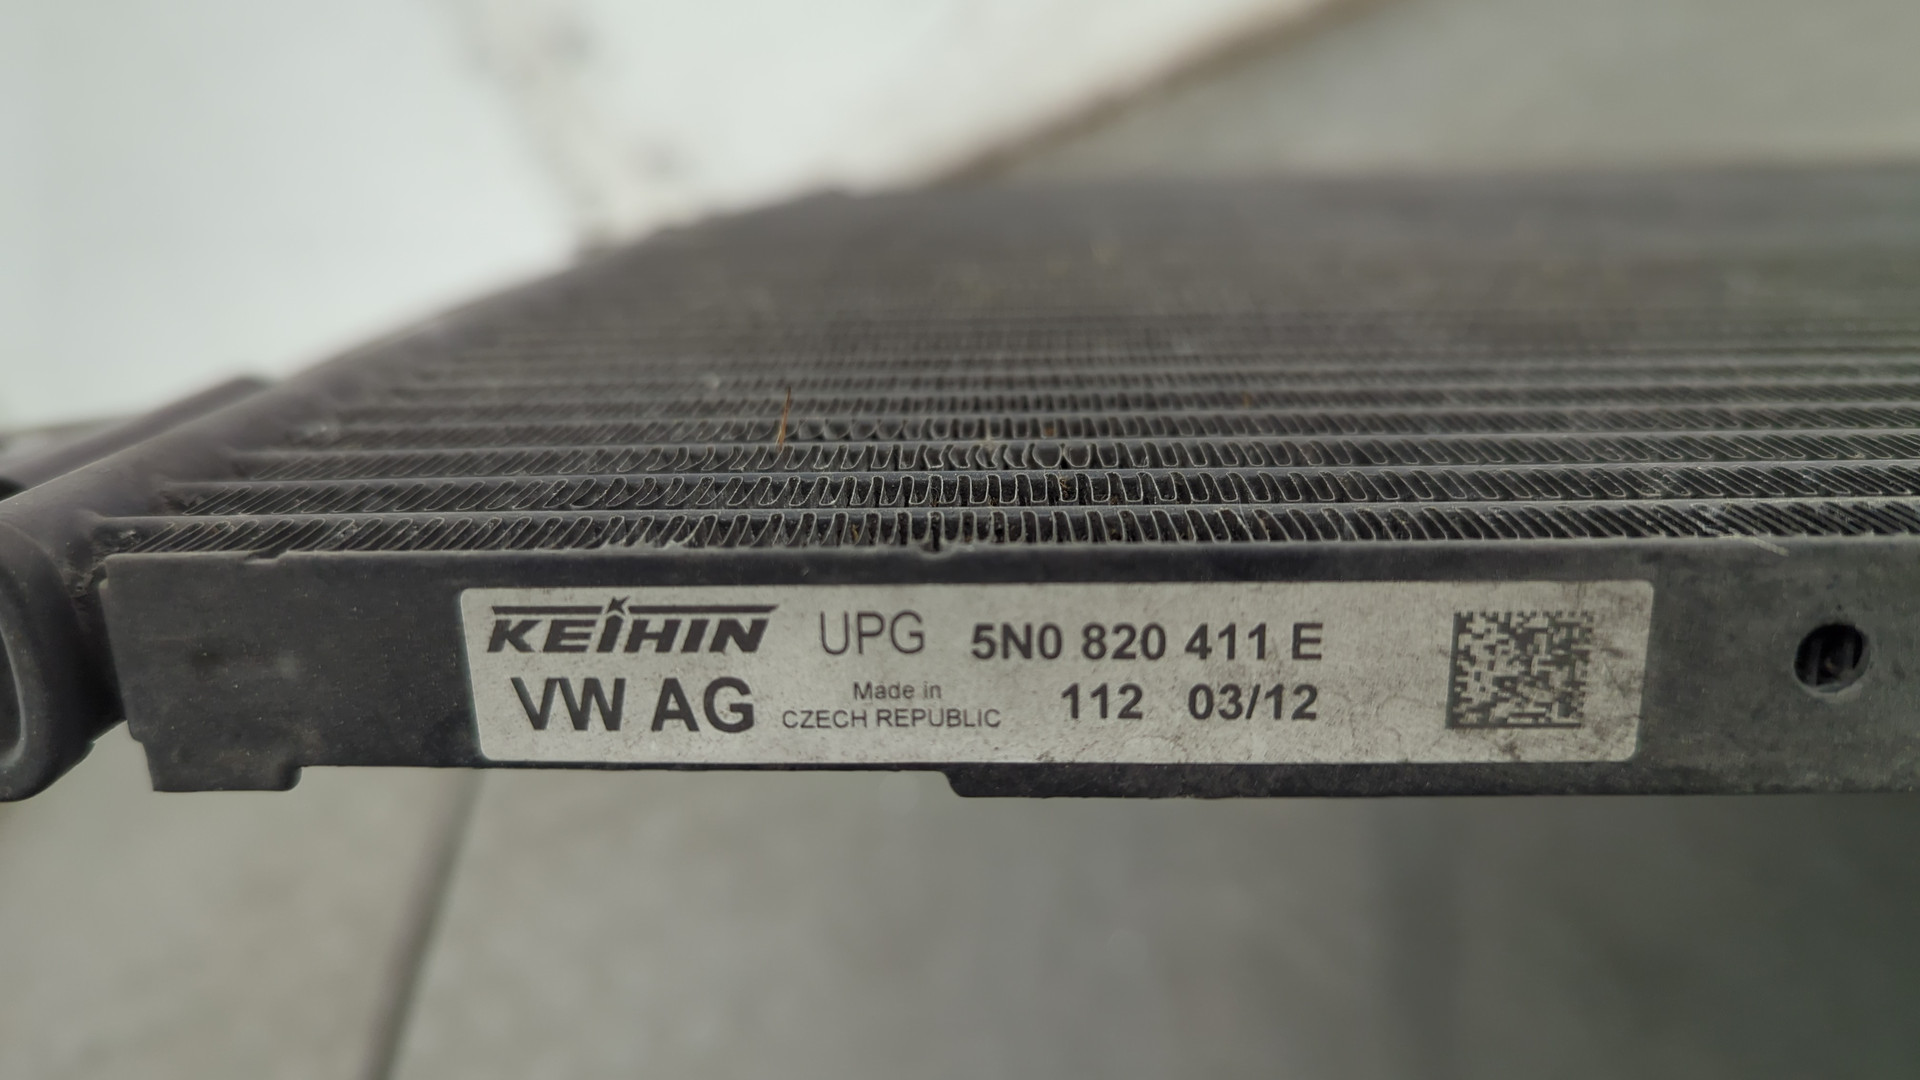 KEIHIN UPG 5N0 820 411 E
VW AG Made in CZECH REPUBLIC 112 03/12